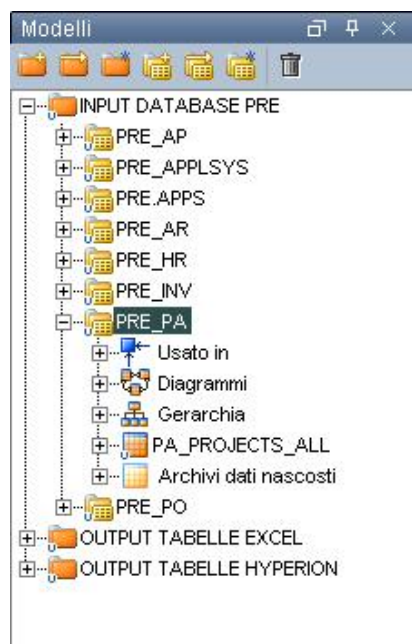 Modelli
INPUT DATABASE PRE
PRE_AP
PRE_APPLSYS
PRE.APPS
PRE_AR
PRE_HR
PRE_INV
PRE_PA
Usato in
Diagrammi
Gerarchia
PA_PROJECTS_ALL
Archivi dati nascosti
PRE_PO
OUTPUT TABELLE EXCEL
OUTPUT TABELLE HYPERION